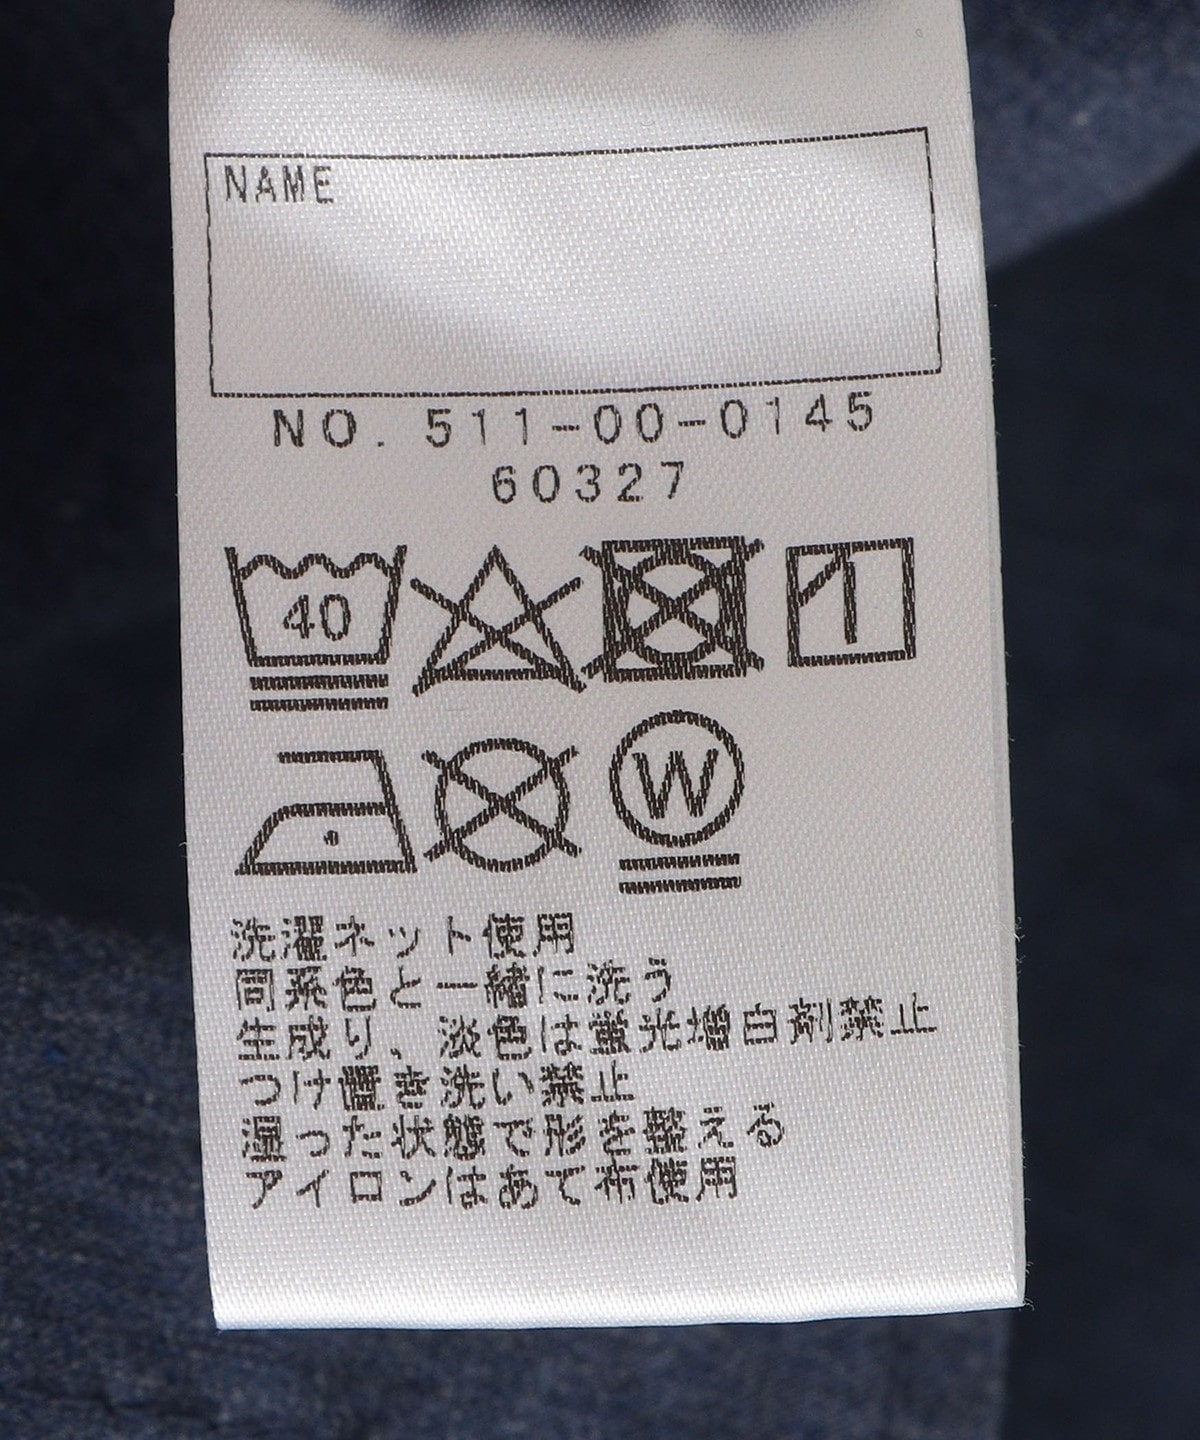 NAME
NO. 511-00-0145
60327
40
W
洗濯ネット使用
同系色と一緒に洗う
生成り、淡色は蛍光増白剤禁止
つけ置き洗い禁止
湿った状態で形を整える
アイロンはあて布使用